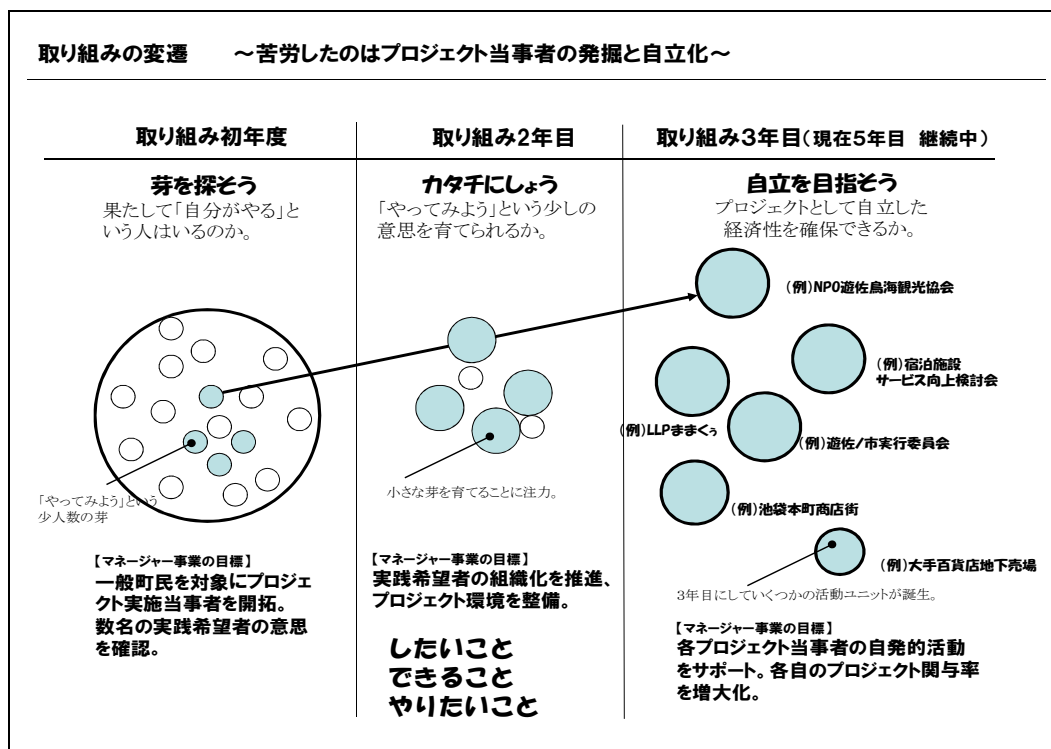 取り組みの変遷　～苦労したのはプロジェクト当事者の発掘と自立化～
取り組み初年度
芽を探そう
果たして「自分がやる」と
いう人はいるのか。
「やってみよう」という
少人数の芽
【マネージャー事業の目標】
一般町民を対象にプロジェ
クト実施当事者を開拓。
数名の実践希望者の意思
を確認。
取り組み2年目
カタチにしょう
「やってみよう」という少しの
意思を育てられるか。
小さな芽を育てることに注力。
【マネージャー事業の目標】
実践希望者の組織化を推進、
プロジェクト環境を整備。
したいこと
できること
やりたいこと
取り組み3年目(現在5年目 継続中)
自立を目指そう
プロジェクトとして自立した
経済性を確保できるか。
(例)NPO遊佐鳥海観光協会
(例)宿泊施設
サービス向上検討会
(例)LLPままくぅ
(例)遊佐ノ市実行委員会
(例)池袋本町商店街
(例)大手百貨店地下売場
3年目にしていくつかの活動ユニットが誕生。
【マネージャー事業の目標】
各プロジェクト当事者の自発的活動
をサポート。各自のプロジェクト関与率
を増大化。